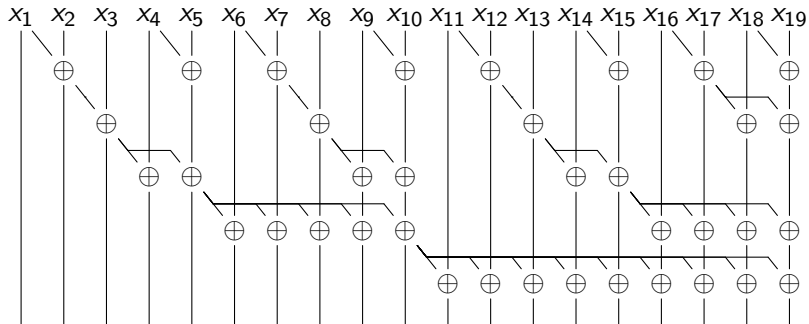 x₁ x₂ x₃ x₄ x₅ x₆ x₇ x₈ x₉ x₁₀ x₁₁ x₁₂ x₁₃ x₁₄ x₁₅ x₁₆ x₁₇ x₁₈ x₁₉